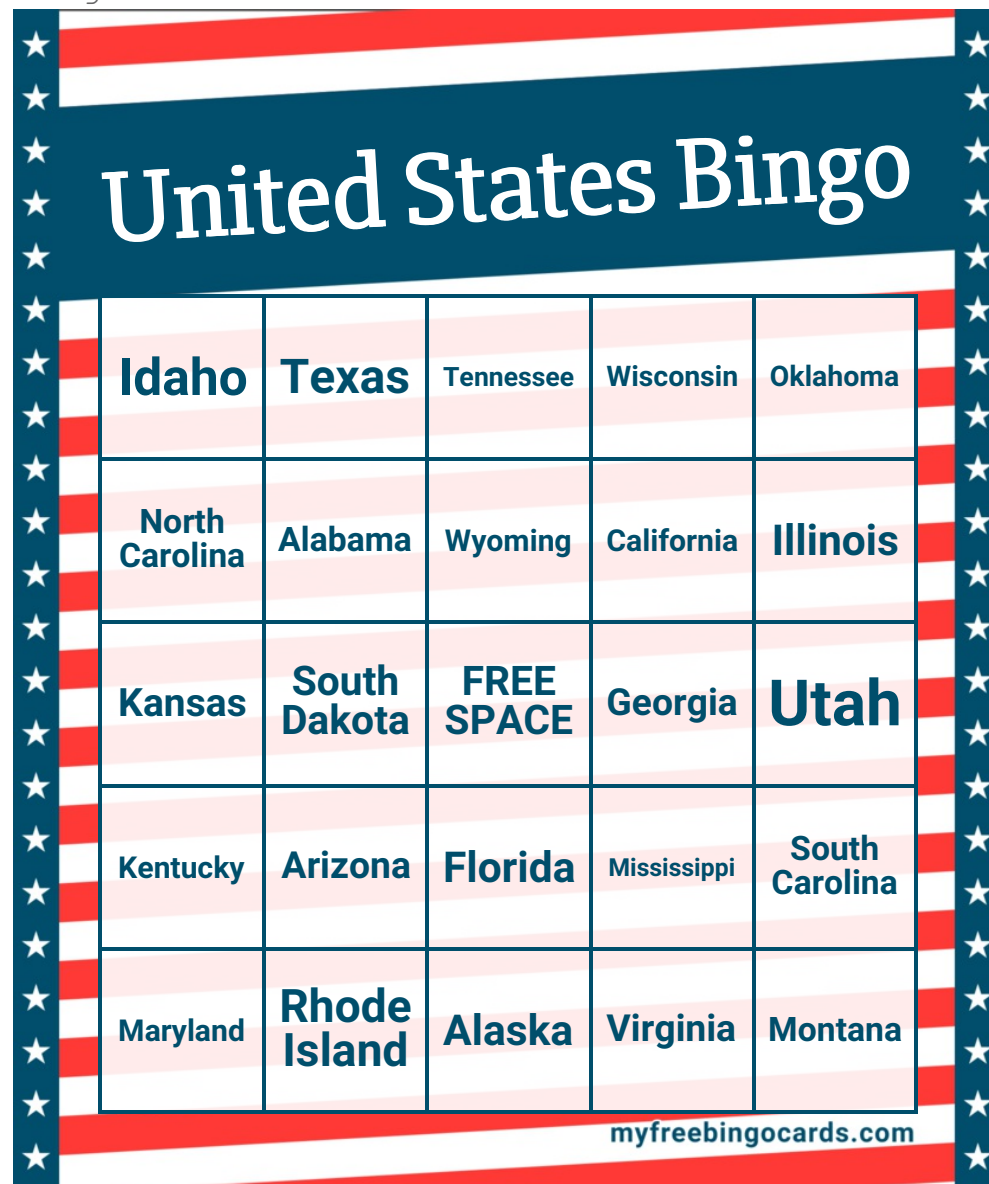 United States Bingo
Idaho Texas Tennessee Wisconsin Oklahoma
North
Carolina
Alabama Wyoming California Illinois
Kansas
South
Dakota
FREE
SPACE
Georgia Utah
Kentucky Arizona Florida Mississippi
South
Carolina
Maryland
Rhode
Island
Alaska Virginia Montana
myfreebingocards.com